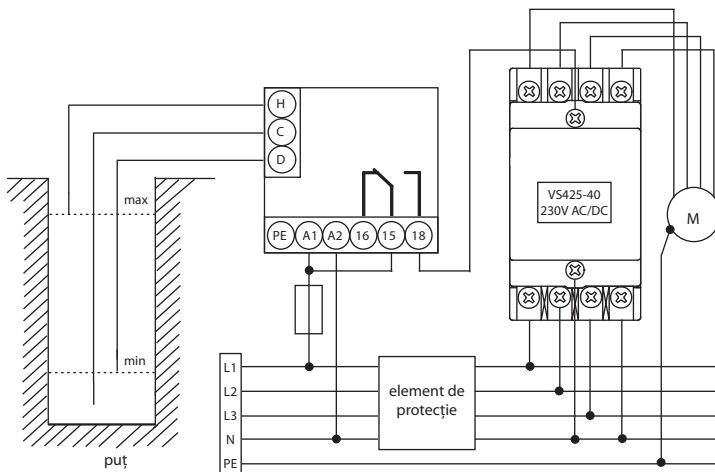 H
C
D
max
min
puț
PE A1 A2 16 15 18
VS425-40
230V AC/DC
M
L1
L2
L3
N
PE
element de
protecție